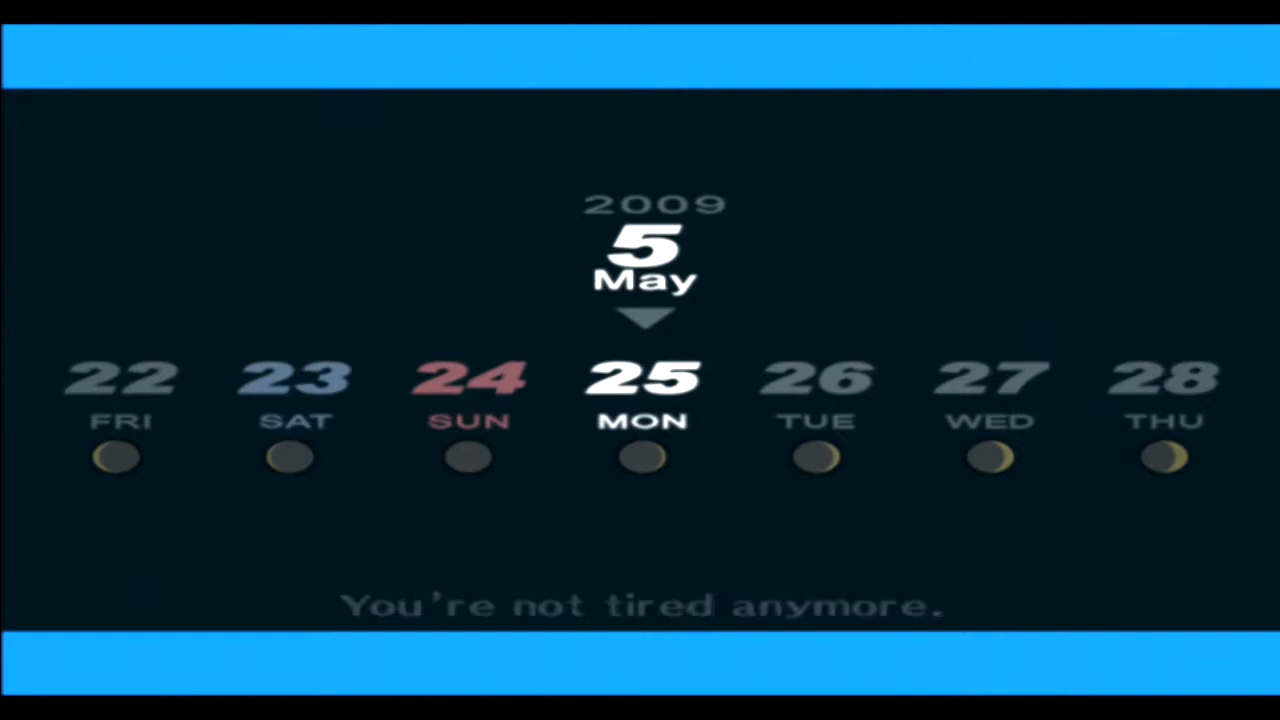 2009
5
May
22 23 24 25 26 27 28
FRI SAT SUN MON TUE WED THU
You're not tired anymore.